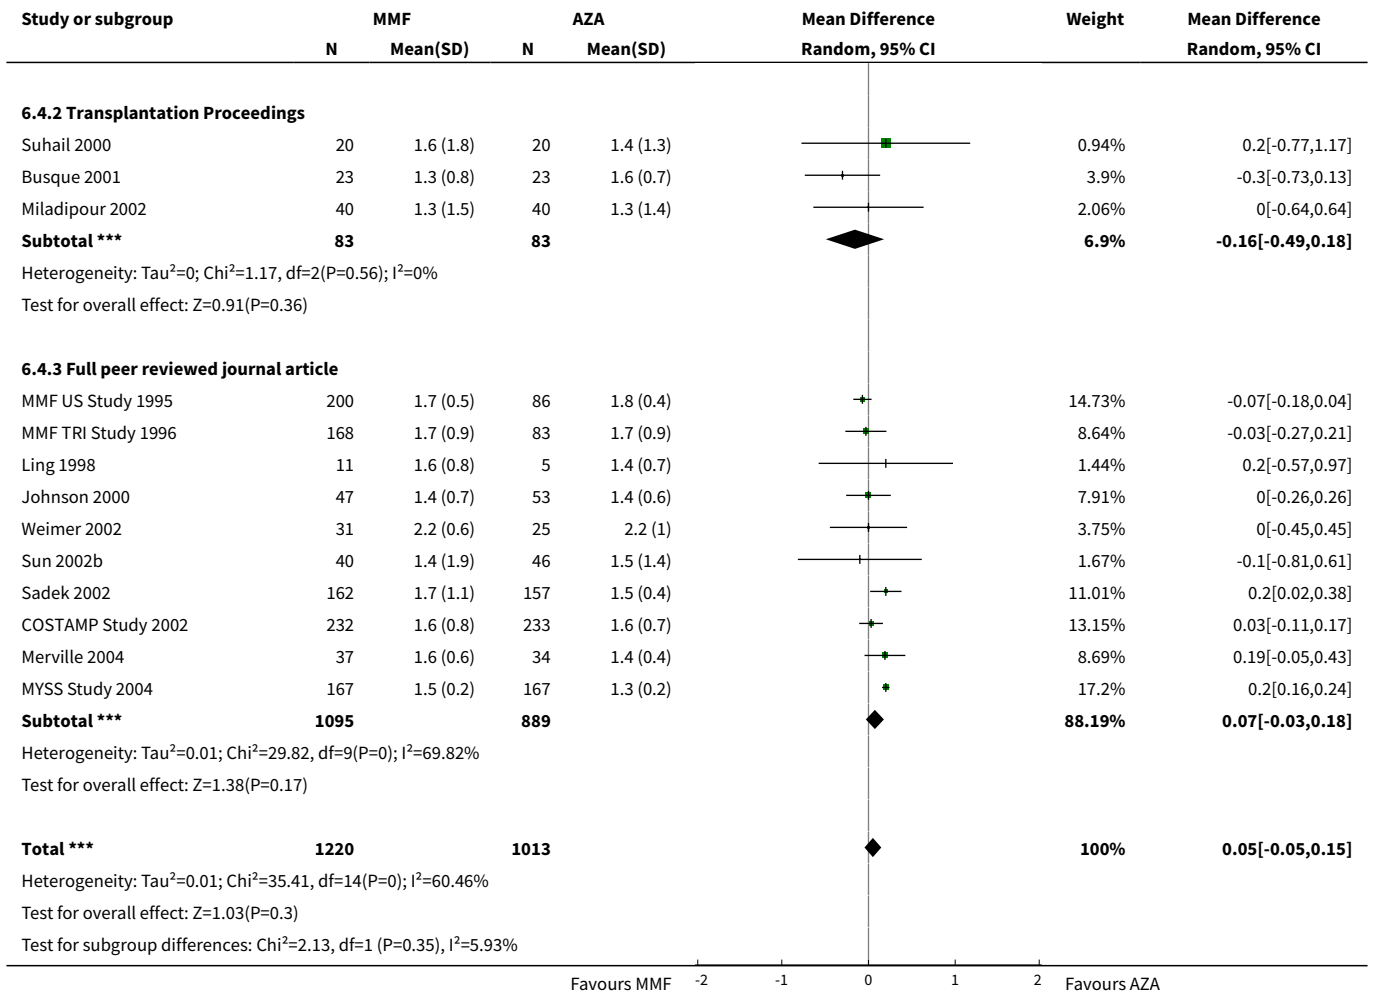 Study or subgroup MMF AZA Mean Difference Weight Mean Difference
N Mean(SD) N Mean(SD) Random, 95% CI Random, 95% CI
6.4.2 Transplantation Proceedings
Suhail 2000 20 1.6 (1.8) 20 1.4 (1.3) 0.94% 0.2[-0.77,1.17]
Busque 2001 23 1.3 (0.8) 23 1.6 (0.7) 3.9% -0.3[-0.73,0.13]
Miladipour 2002 40 1.3 (1.5) 40 1.3 (1.4) 2.06% 0[-0.64,0.64]
Subtotal *** 83 83 6.9% -0.16[-0.49,0.18]
Heterogeneity: Tau²=0; Chi²=1.17, df=2(P=0.56); I²=0%
Test for overall effect: Z=0.91(P=0.36)
6.4.3 Full peer reviewed journal article
MMF US Study 1995 200 1.7 (0.5) 86 1.8 (0.4) 14.73% -0.07[-0.18,0.04]
MMF TRI Study 1996 168 1.7 (0.9) 83 1.7 (0.9) 8.64% -0.03[-0.27,0.21]
Ling 1998 11 1.6 (0.8) 5 1.4 (0.7) 1.44% 0.2[-0.57,0.97]
Johnson 2000 47 1.4 (0.7) 53 1.4 (0.6) 7.91% 0[-0.26,0.26]
Weimer 2002 31 2.2 (0.6) 25 2.2 (1) 3.75% 0[-0.45,0.45]
Sun 2002b 40 1.4 (1.9) 46 1.5 (1.4) 1.67% -0.1[-0.81,0.61]
Sadek 2002 162 1.7 (1.1) 157 1.5 (0.4) 11.01% 0.2[0.02,0.38]
COSTAMP Study 2002 232 1.6 (0.8) 233 1.6 (0.7) 13.15% 0.03[-0.11,0.17]
Merville 2004 37 1.6 (0.6) 34 1.4 (0.4) 8.69% 0.19[-0.05,0.43]
MYSS Study 2004 167 1.5 (0.2) 167 1.3 (0.2) 17.2% 0.2[0.16,0.24]
Subtotal *** 1095 889 88.19% 0.07[-0.03,0.18]
Heterogeneity: Tau²=0.01; Chi²=29.82, df=9(P=0); I²=69.82%
Test for overall effect: Z=1.38(P=0.17)
Total *** 1220 1013 100% 0.05[-0.05,0.15]
Heterogeneity: Tau²=0.01; Chi²=35.41, df=14(P=0); I²=60.46%
Test for overall effect: Z=1.03(P=0.3)
Test for subgroup differences: Chi²=2.13, df=1 (P=0.35), I²=5.93%
Favours MMF -2 -1 0 1 2 Favours AZA